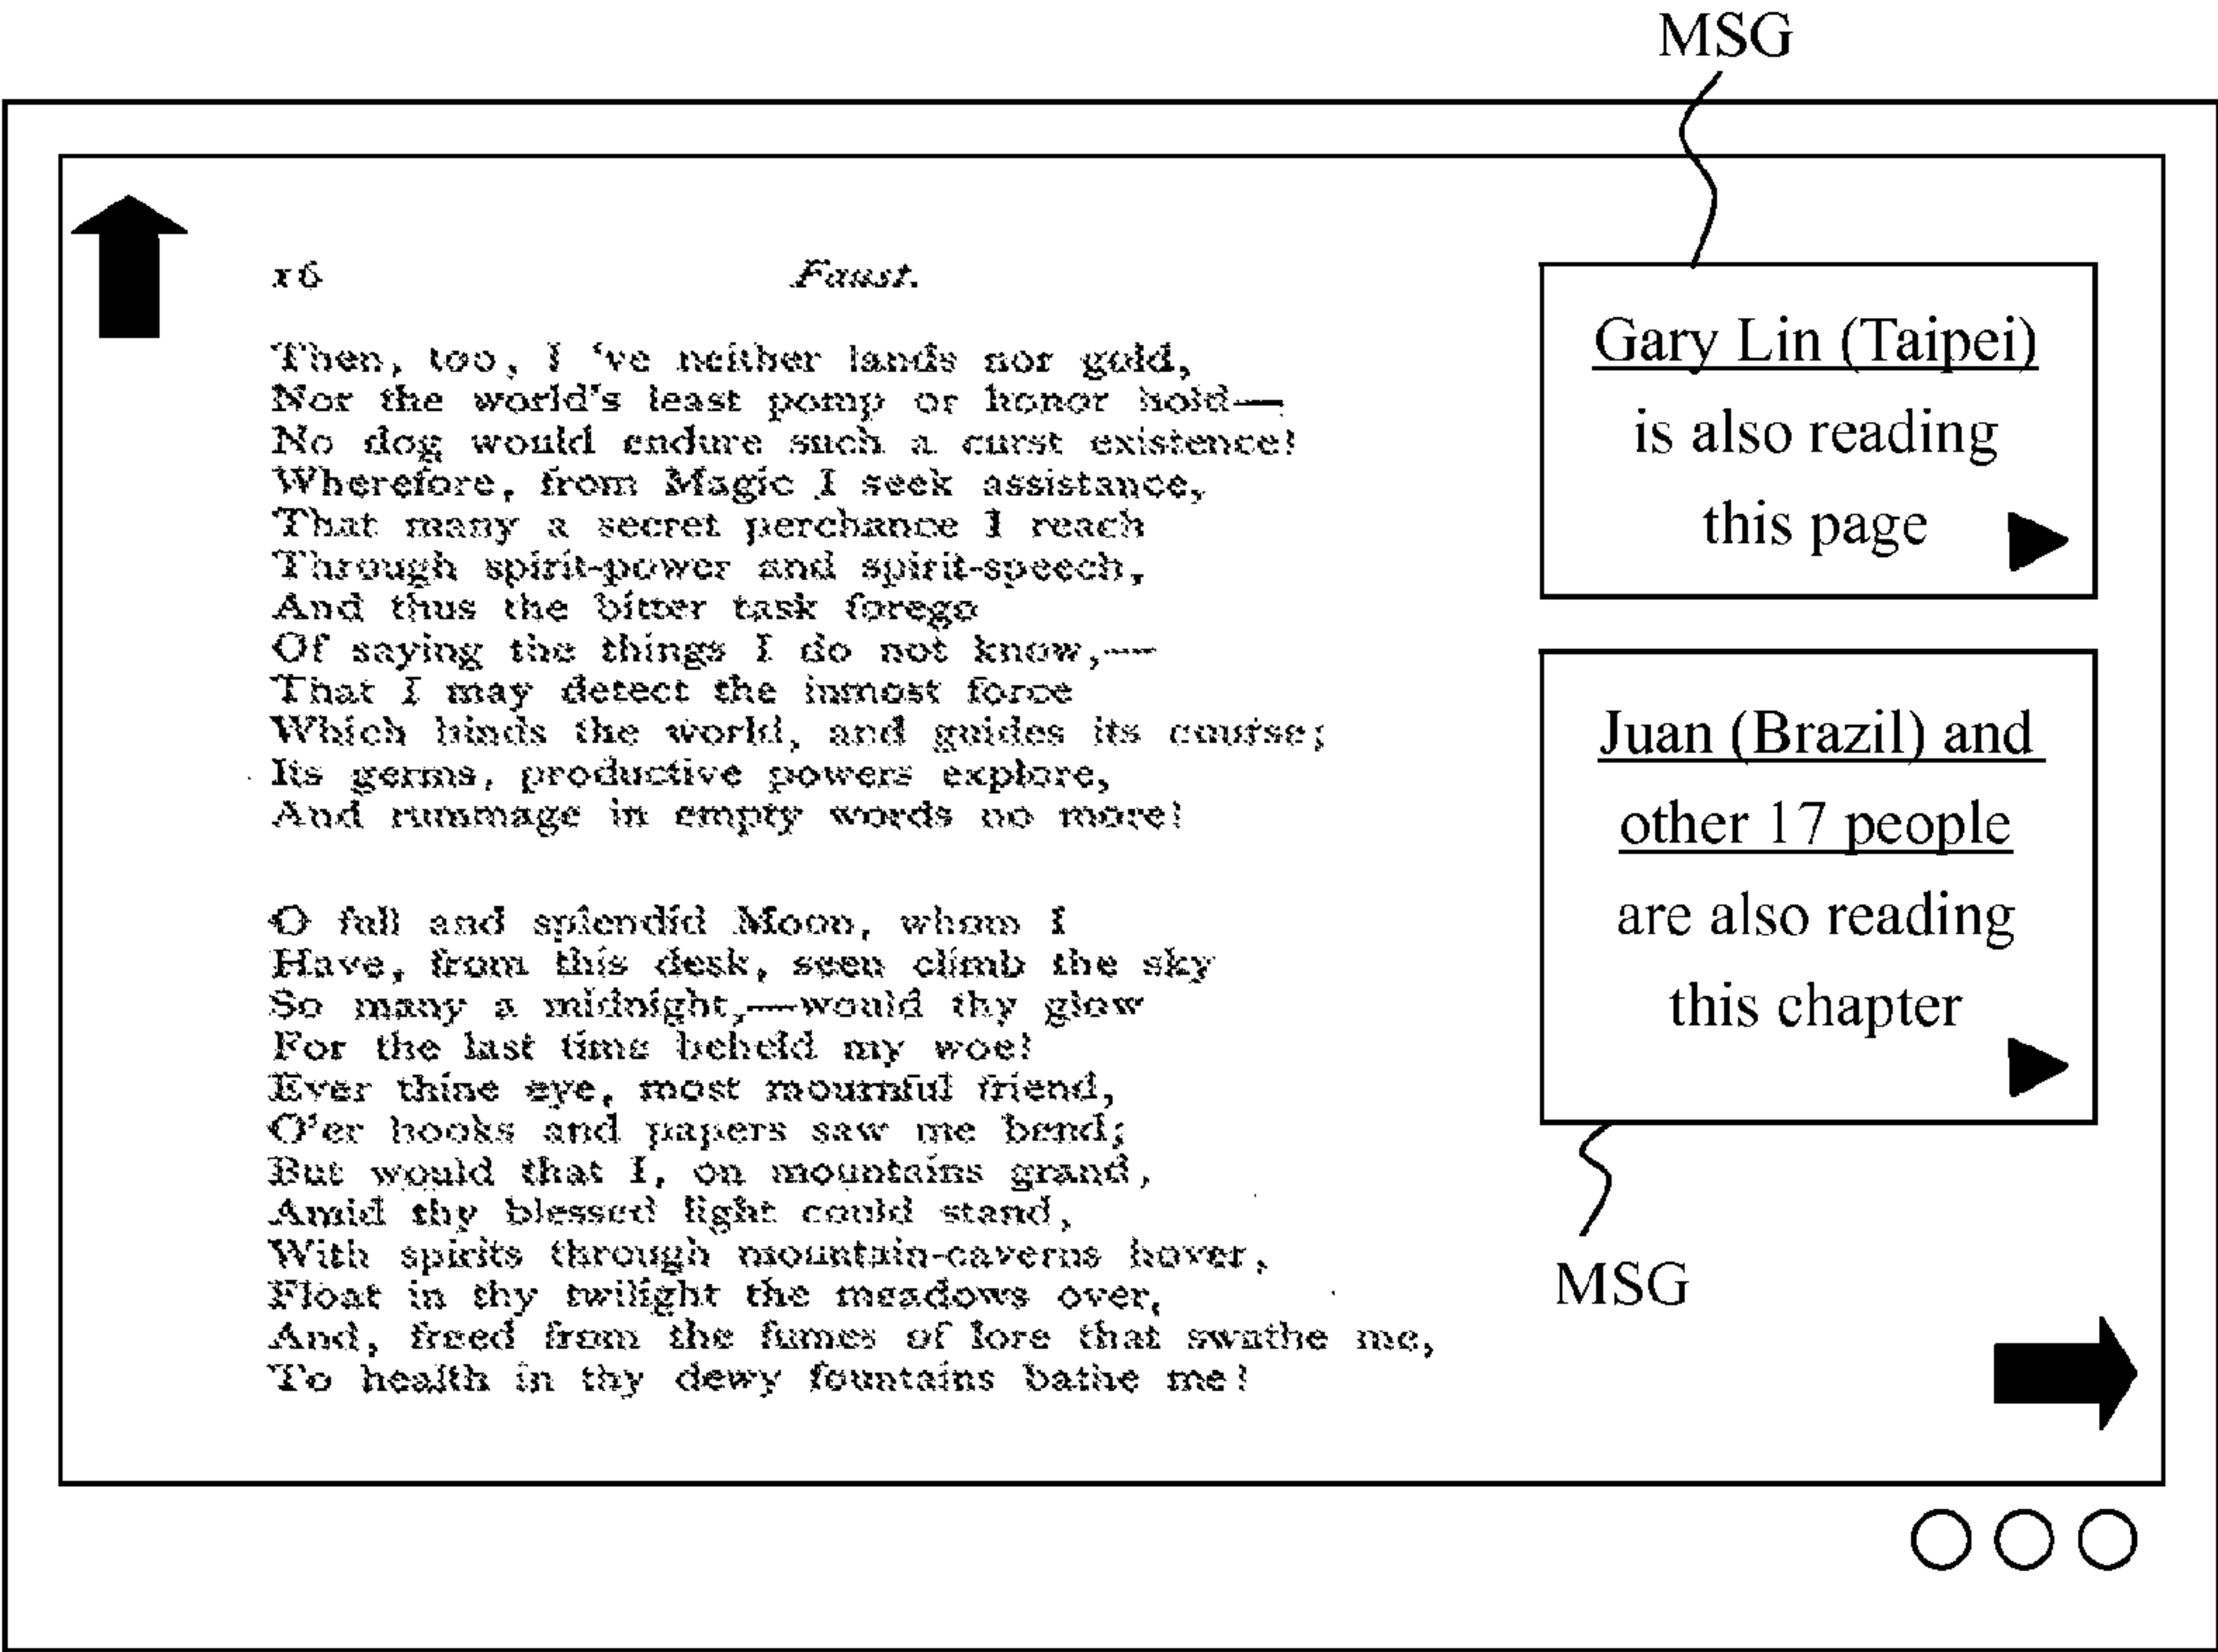 MSG
16 Faust.
Then, too, I 've neither lands nor gold,
Nor the world's least pomp or honor hold—
No dog would endure such a curst existence!
Wherefore, from Magic I seek assistance,
That many a secret perchance I reach
Through spirit-power and spirit-speech,
And thus the bitter task forego
Of saying the things I do not know,—
That I may detect the inmost force
Which binds the world, and guides its course;
Its germs, productive powers explore,
And rummage in empty words no more!
O full and splendid Moon, whom I
Have, from this desk, seen climb the sky
So many a midnight,—would thy glow
For the last time beheld my woe!
Ever thine eye, most mournful friend,
O'er books and papers saw me bend;
But would that I, on mountains grand,
Amid thy blessed light could stand,
With spirits through mountain-caverns hover,
Float in thy twilight the meadows over,
And, freed from the fumes of lore that swathe me,
To health in thy dewy fountains bathe me!
Gary Lin (Taipei)
is also reading
this page
Juan (Brazil) and
other 17 people
are also reading
this chapter
MSG